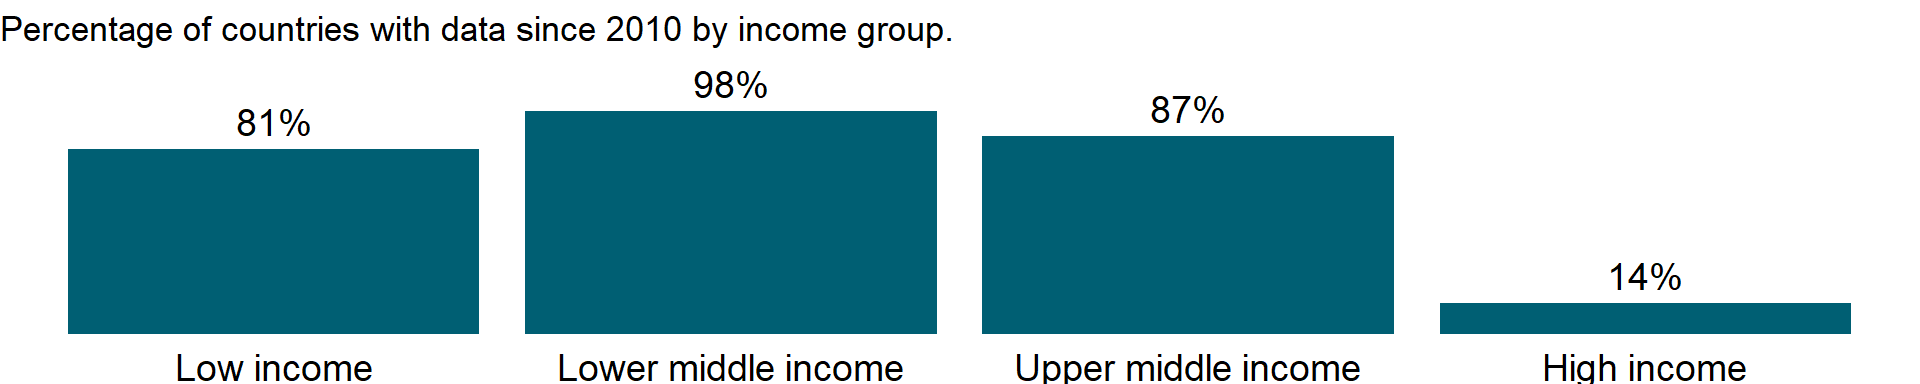 Percentage of countries with data since 2010 by income group.
98%
87%
81%
14%
Low income
Lower middle income
Upper middle income
High income